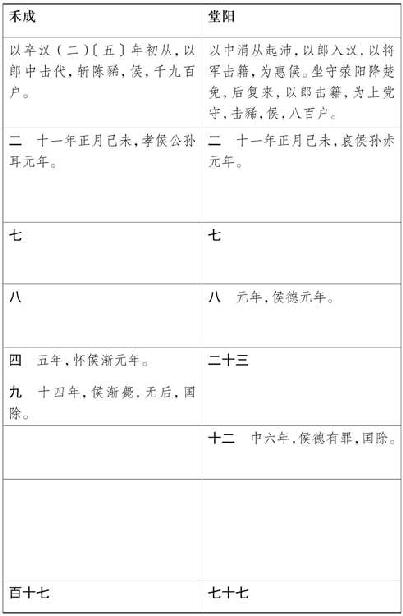 禾成
堂阳
以卒汉（二）〔五〕年初从，以
郎中击代，斩陈豨，侯，千九百
户。
以中涓从起沛，以郎入汉，以将
军击籍，为惠侯。坐守荥阳降楚
免，后复来，以郎击籍，为上党
守，击豨，侯，八百户。
二　十一年正月己未，孝侯公孙
耳元年。
二　十一年正月己未，哀侯孙赤
元年。
七
七
八
八　元年，侯德元年。
四　五年，怀侯渐元年。
九　十四年，侯渐薨，无后，国
除。
二十三
十二　中六年，侯德有罪，国除。
百十七
七十七